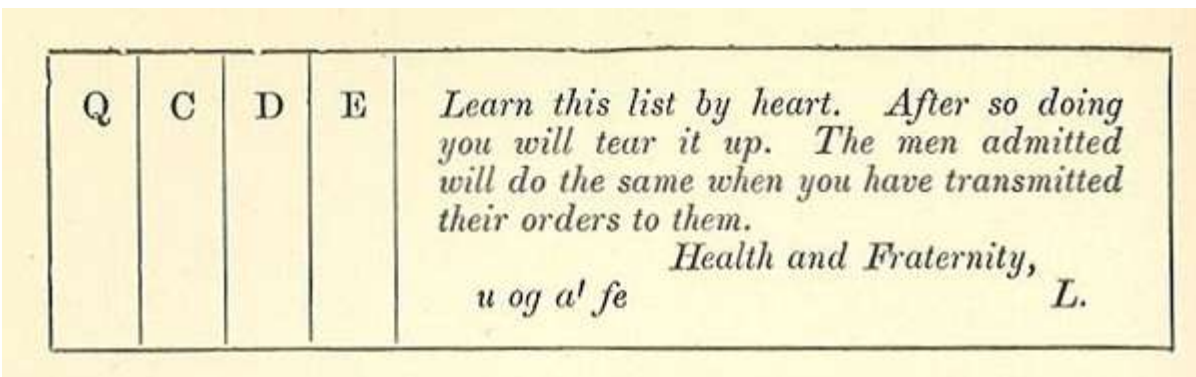 Q C D E
Learn this list by heart. After so doing
you will tear it up. The men admitted
will do the same when you have transmitted
their orders to them.
Health and Fraternity,
u og a' fe L.